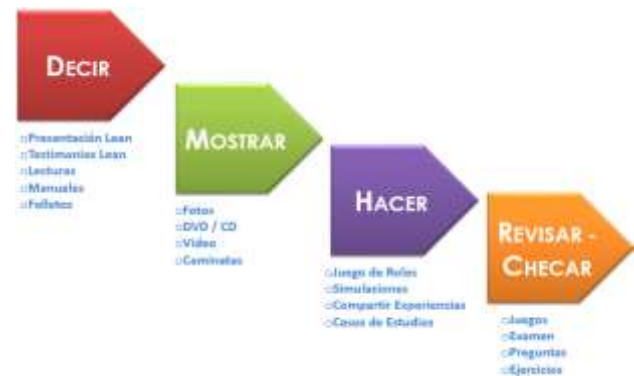 DECIR
Presentación Lean
Testimonios Lean
Lecturas
Manuales
Folletos
MOSTRAR
Fotos
DVD / CD
Video
Caminatas
HACER
Juego de Roles
Simulaciones
Compartir Experiencias
Casos de Estudios
REVISAR -
CHECAR
Juegos
Examen
Preguntas
Ejercicios